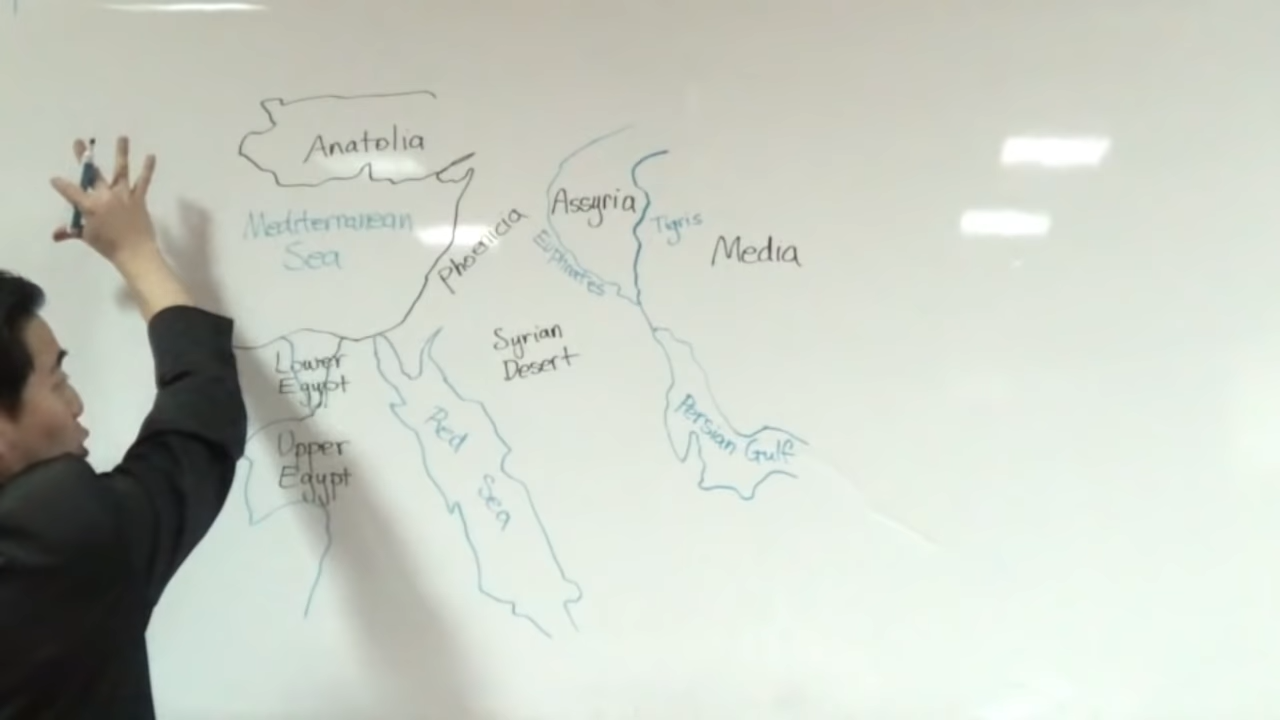 Anatolia
Mediterranean
Sea
Phoenicia
Assyria
Euphrates
Tigris
Media
Syrian
Desert
Lower
Egypt
Upper
Egypt
Red
Sea
Persian Gulf